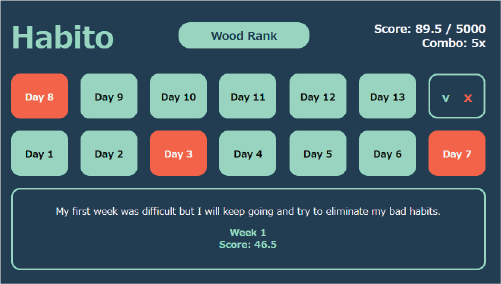 Habito
Wood Rank
Score: 89.5 / 5000
Combo: 5x
Day 8
Day 9
Day 10
Day 11
Day 12
Day 13
v x
Day 1
Day 2
Day 3
Day 4
Day 5
Day 6
Day 7
My first week was difficult but I will keep going and try to eliminate my bad habits.
Week 1
Score: 46.5